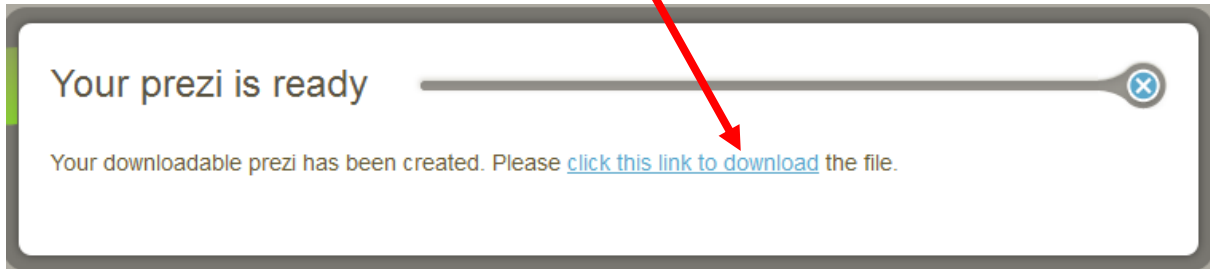 Your prezi is ready
Your downloadable prezi has been created. Please click this link to download the file.